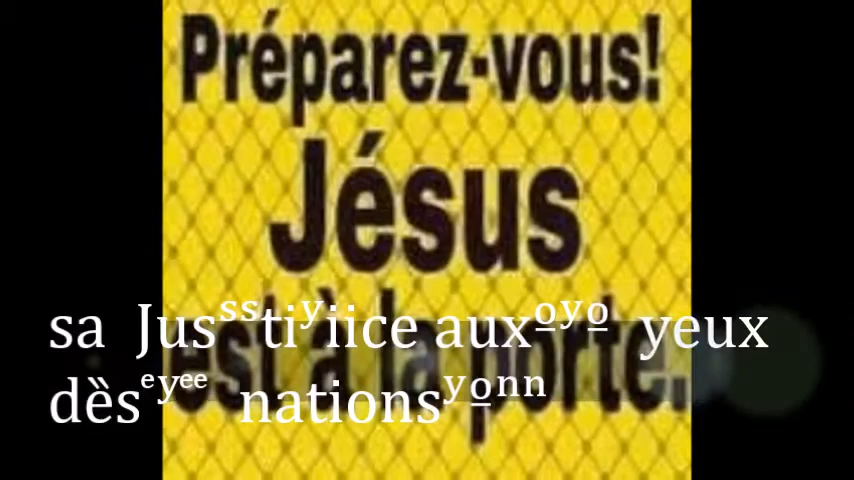 Préparez-vous!
Jésus
est à la porte.
sa Jusˢˢtiʸiice auxºʸº yeux
dèsᵉʸᵉᵉ nationsʸºⁿⁿ